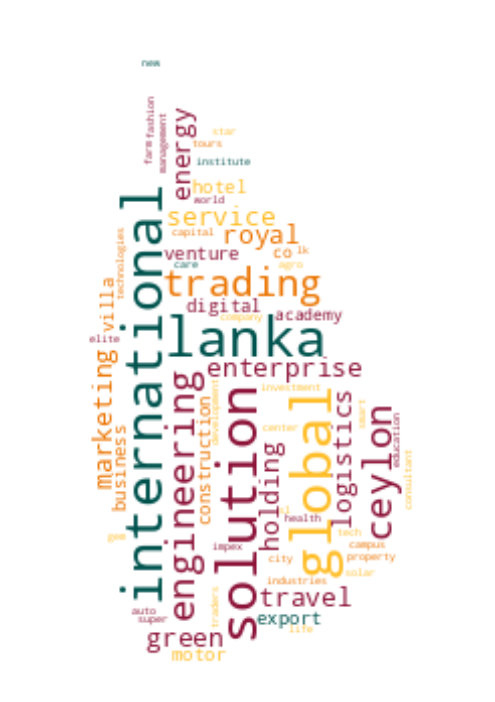 new
fashion
farm
management
energy
star
tours
institute
hotel
world
service
capital
royal
technologies
international
venture
co
lk
care
agro
trading
villa
digital
company
academy
lanka
elite
enterprise
marketing
engineering
development
investment
solution
global
logistics
smart
ceylon
education
business
construction
center
holding
consultant
sl
health
tech
gem
impex
campus
city
property
solar
industries
traders
travel
auto
super
export
life
green
motor